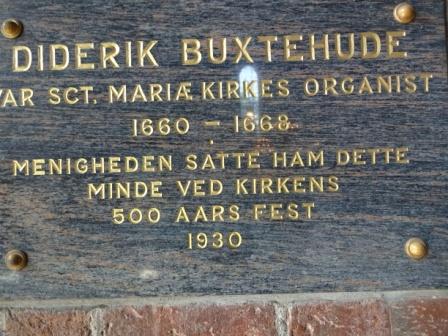 DIDERIK BUXTEHUDE
VAR SCT. MARIÆ KIRKES ORGANIST
1660 - 1668
MENIGHEDEN SATTE HAM DETTE
MINDE VED KIRKENS
500 AARS FEST
1930